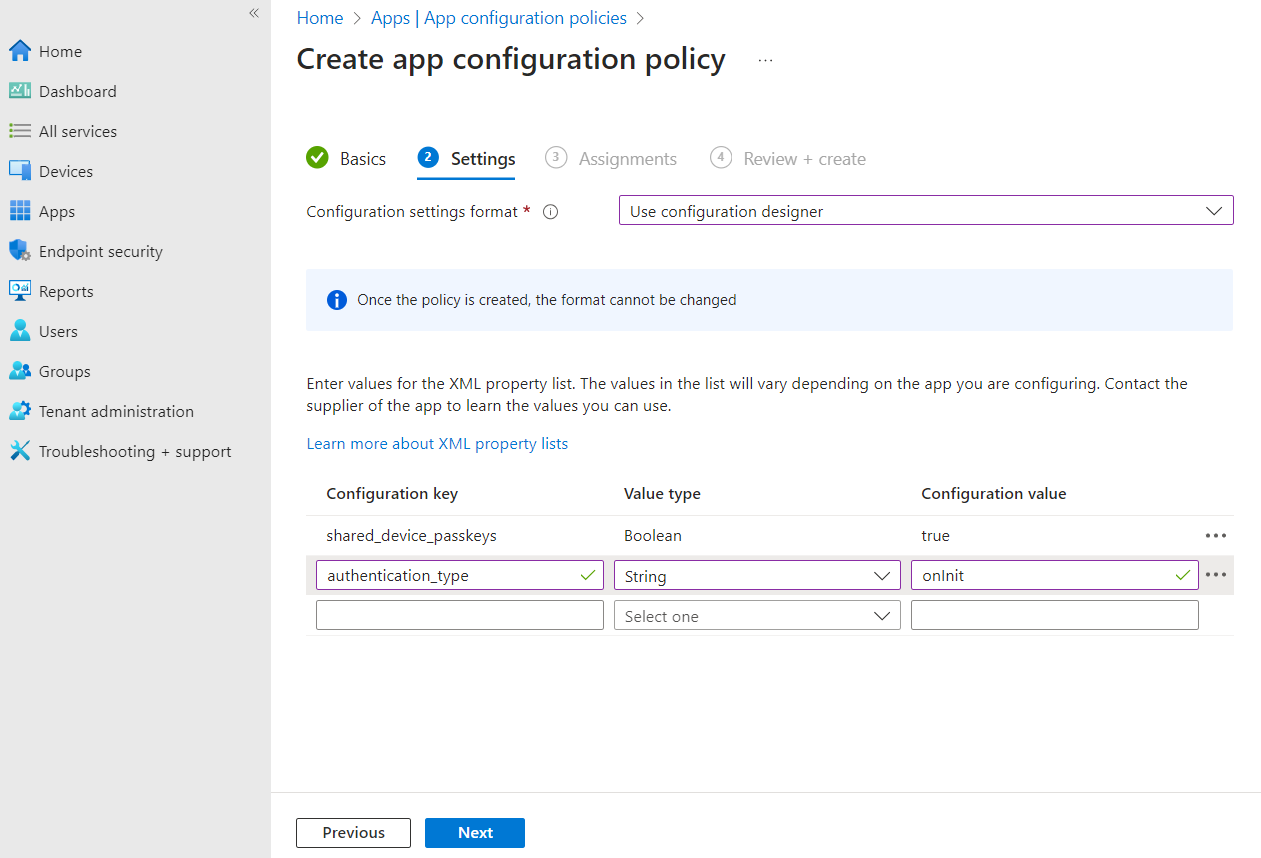 «
Home
Dashboard
All services
Devices
Apps
Endpoint security
Reports
Users
Groups
Tenant administration
Troubleshooting + support
Home > Apps | App configuration policies >
Create app configuration policy ...
Basics 2 Settings 3 Assignments 4 Review + create
Configuration settings format * i Use configuration designer
i Once the policy is created, the format cannot be changed
Enter values for the XML property list. The values in the list will vary depending on the app you are configuring. Contact the
supplier of the app to learn the values you can use.
Learn more about XML property lists
Configuration key Value type Configuration value
shared_device_passkeys Boolean true ...
authentication_type String onInit ...
Select one
Previous Next